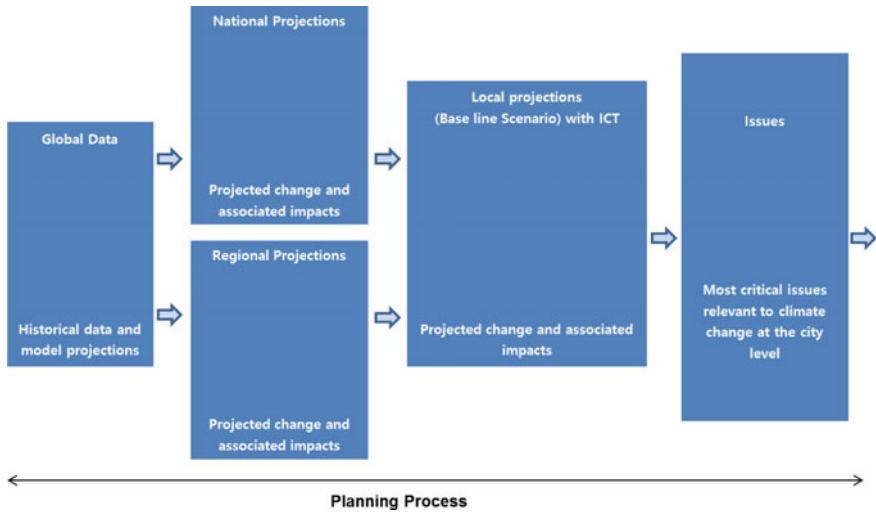 Global Data
Historical data and
model projections
National Projections
Projected change and
associated impacts
Regional Projections
Projected change and
associated impacts
Local projections
(Base line Scenario) with ICT
Projected change and associated
impacts
Issues
Most critical issues
relevant to climate
change at the city
level
Planning Process